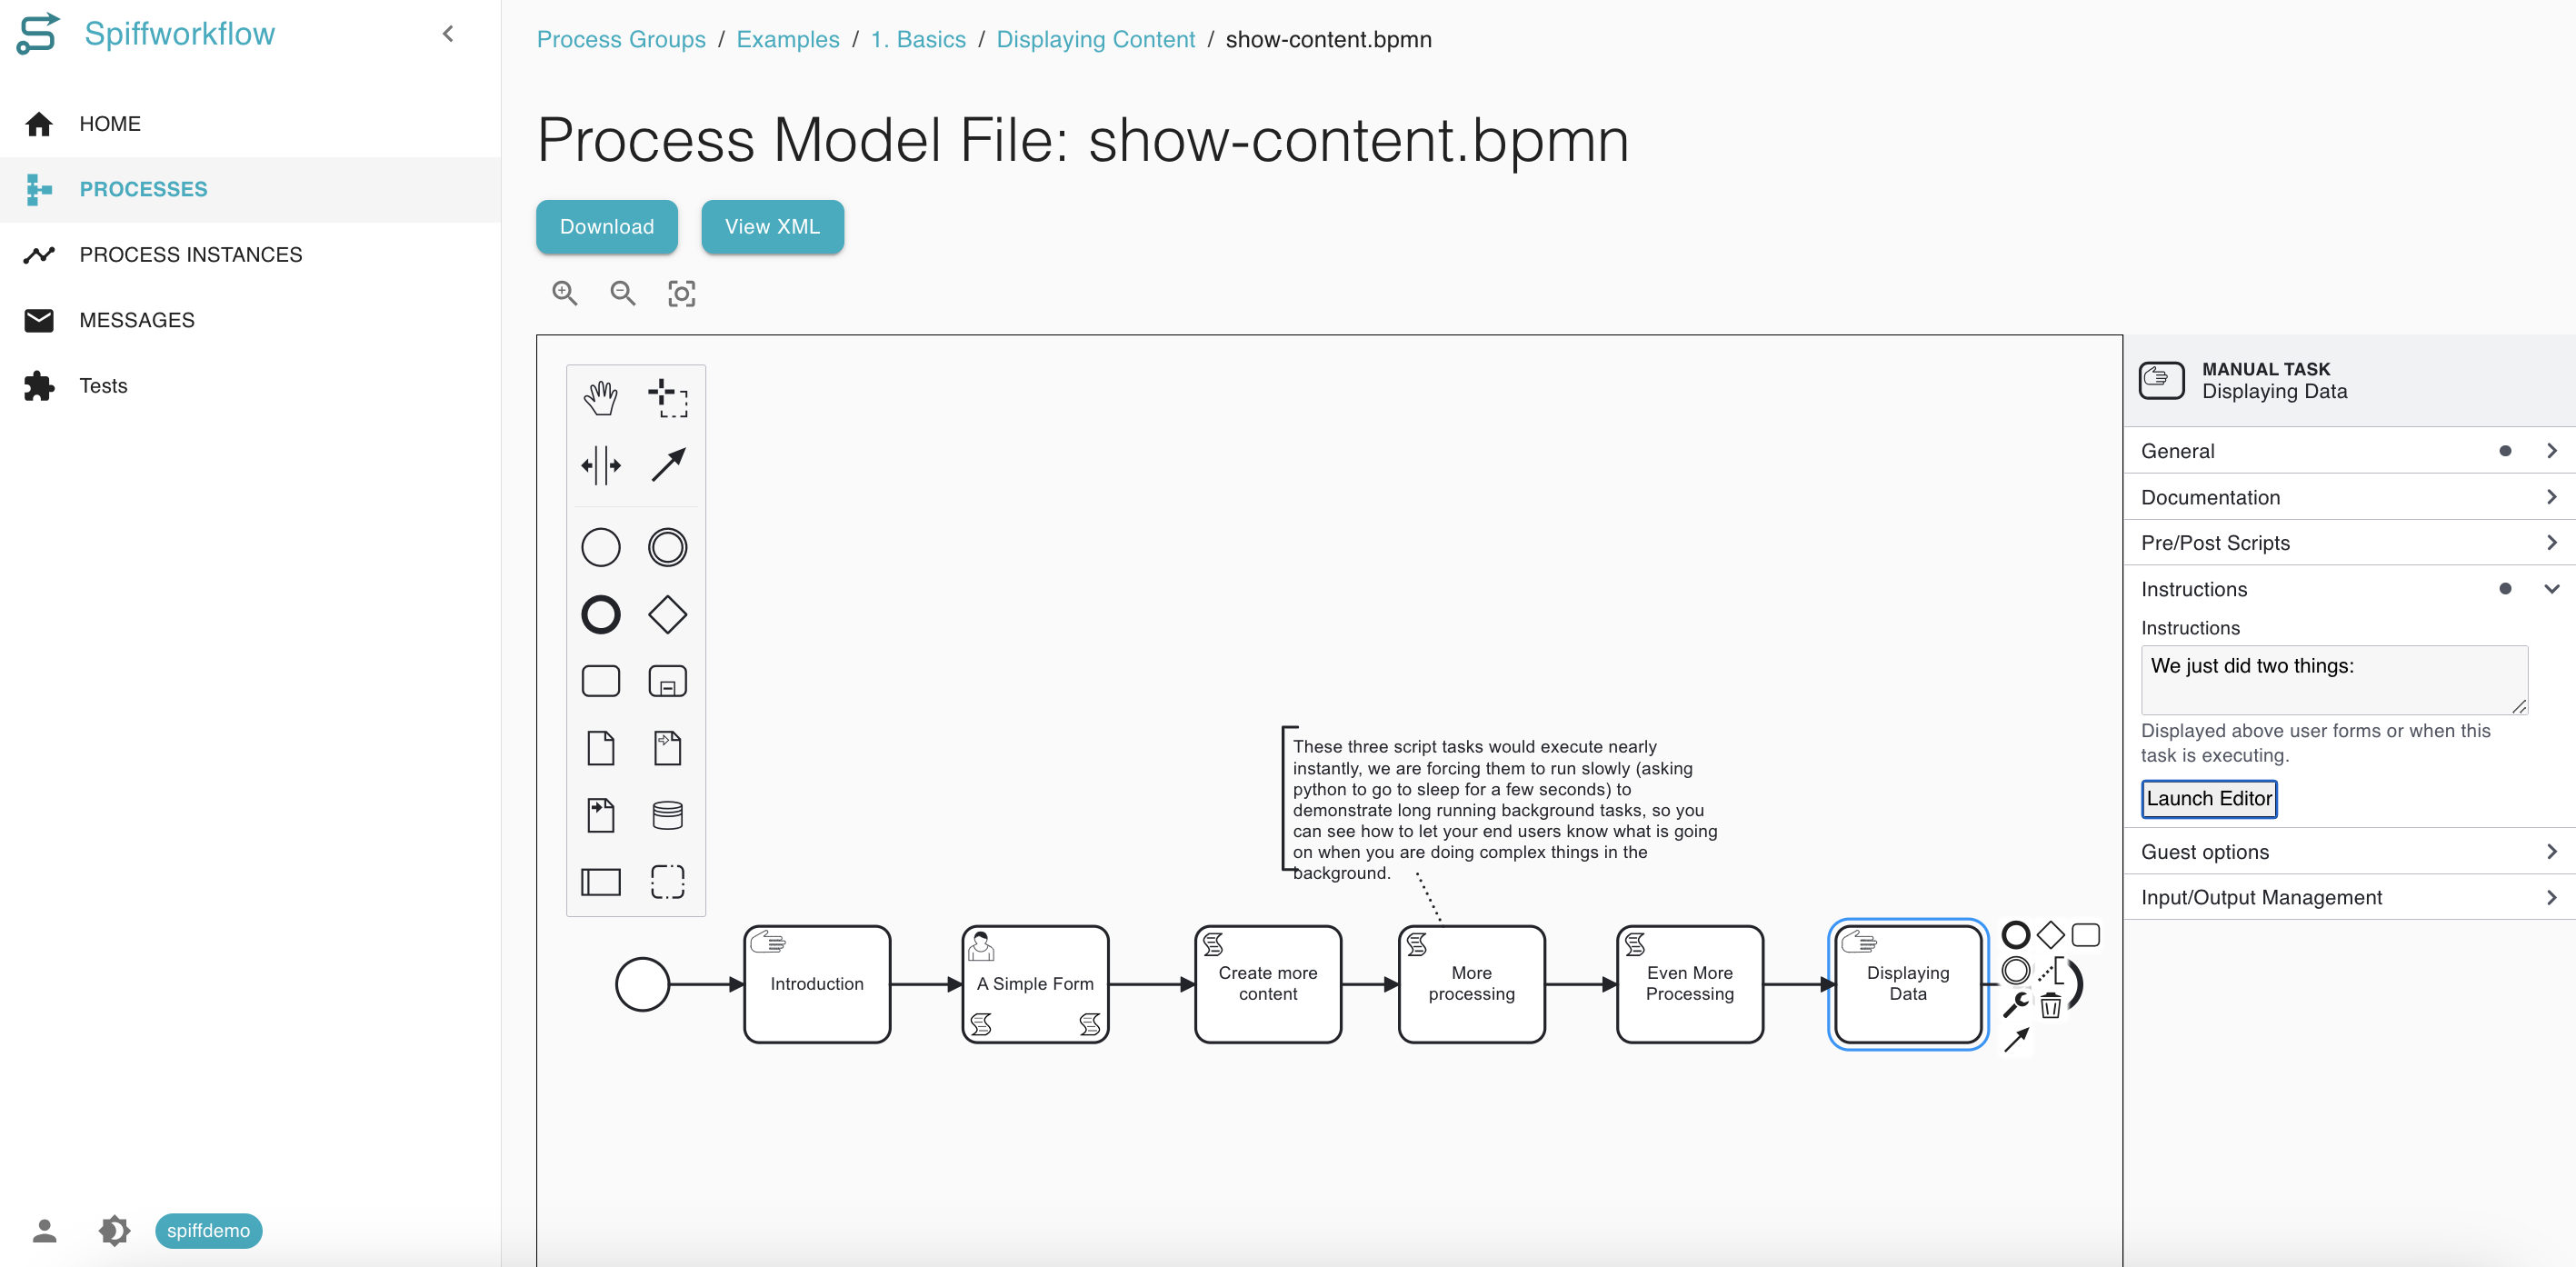 Spiffworkflow
HOME
PROCESSES
PROCESS INSTANCES
MESSAGES
Tests
spiffdemo
Process Groups / Examples / 1. Basics / Displaying Content / show-content.bpmn
Process Model File: show-content.bpmn
Download
View XML
These three script tasks would execute nearly
instantly, we are forcing them to run slowly (asking
python to go to sleep for a few seconds) to
demonstrate long running background tasks, so you
can see how to let your end users know what is going
on when you are doing complex things in the
background.
Introduction
A Simple Form
Create more
content
More
processing
Even More
Processing
Displaying
Data
MANUAL TASK
Displaying Data
General
Documentation
Pre/Post Scripts
Instructions
Instructions
We just did two things:
Displayed above user forms or when this
task is executing.
Launch Editor
Guest options
Input/Output Management